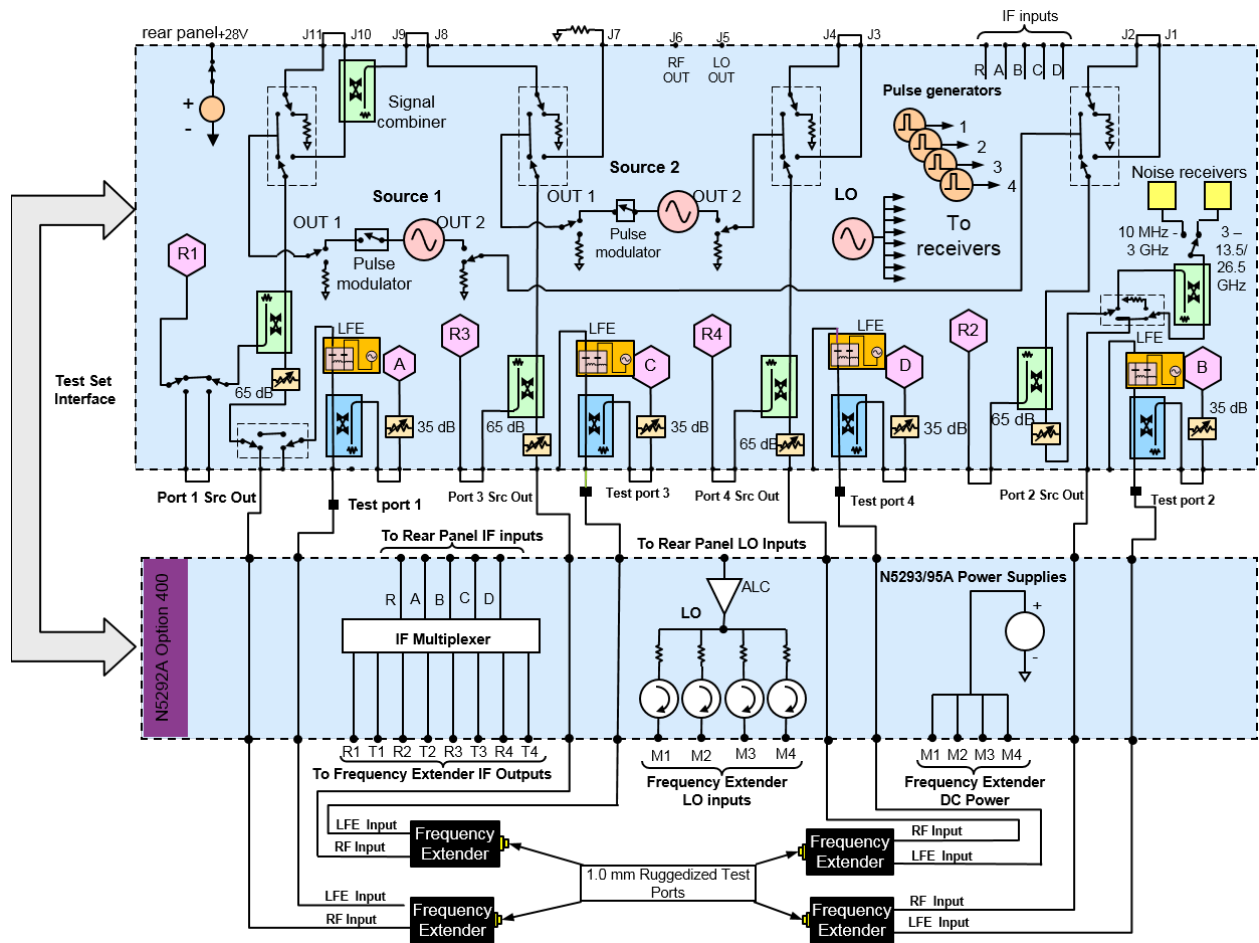 rear panel+28V
J11
J10
J9
J8
J7
J6
J5
J4
J3
IF inputs
J2
J1
RF
OUT
LO
OUT
R
A
B
C
D
+
-
Signal
combiner
Pulse generators
1
2
3
4
Source 1
Source 2
OUT 1
OUT 2
OUT 1
OUT 2
Pulse
modulator
Pulse
modulator
LO
To
receivers
Noise receivers
10 MHz -
3 GHz
3 –
13.5/
26.5
GHz
R1
R3
R4
R2
LFE
LFE
LFE
LFE
A
C
D
B
65 dB
35 dB
65 dB
35 dB
65 dB
35 dB
65 dB
35 dB
Test Set
Interface
Port 1 Src Out
Test port 1
Port 3 Src Out
Test port 3
Port 4 Src Out
Test port 4
Port 2 Src Out
Test port 2
N5292A Option 400
To Rear Panel IF inputs
R
A
B
C
D
IF Multiplexer
R1
T1
R2
T2
R3
T3
R4
T4
To Frequency Extender IF Outputs
To Rear Panel LO Inputs
ALC
LO
M1
M2
M3
M4
Frequency Extender
LO inputs
N5293/95A Power Supplies
+
-
M1
M2
M3
M4
Frequency Extender
DC Power
LFE Input
RF Input
Frequency
Extender
Frequency
Extender
RF Input
LFE Input
1.0 mm Ruggedized Test
Ports
LFE Input
RF Input
Frequency
Extender
Frequency
Extender
RF Input
LFE Input